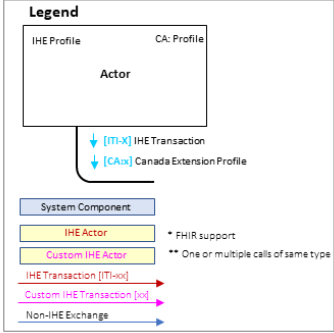 Legend
IHE Profile CA: Profile
Actor
[ITI-X] IHE Transaction
[CA:x] Canada Extension Profile
System Component
IHE Actor * FHIR support
Custom IHE Actor ** One or multiple calls of same type
IHE Transaction [ITI-xx]
Custom IHE Transaction [xx]
Non-IHE Exchange